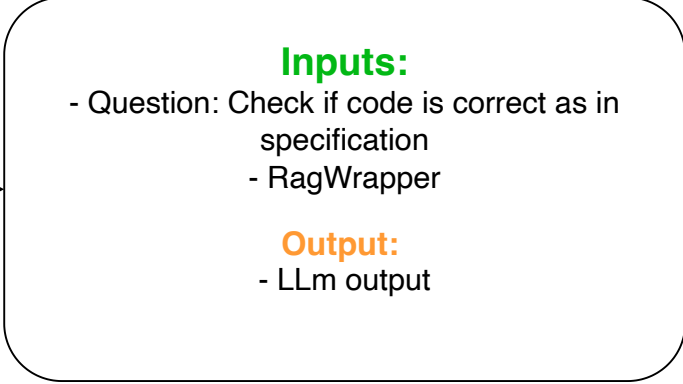 Inputs:
- Question: Check if code is correct as in
specification
- RagWrapper
Output:
- LLm output